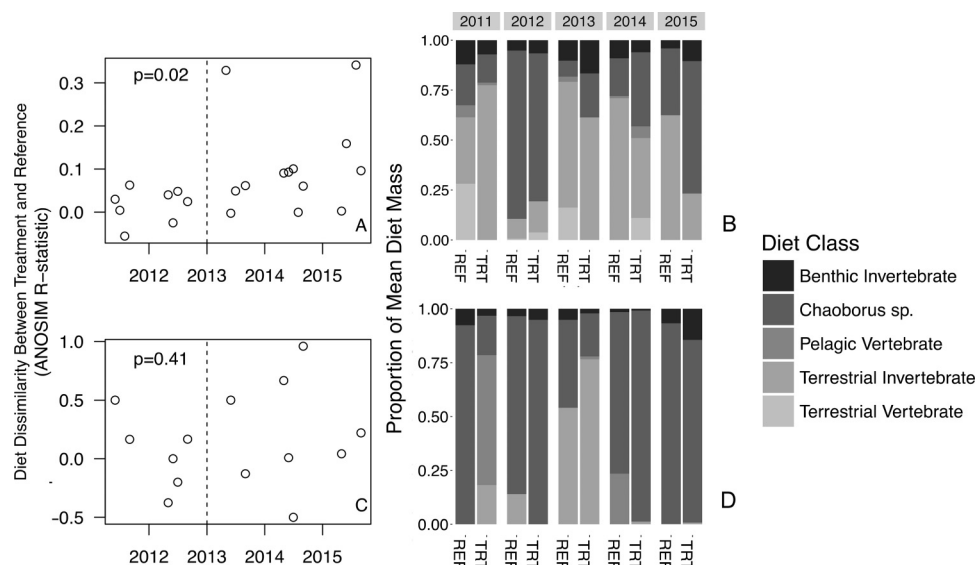 Diet Dissimilarity Between Treatment and Reference
(ANOSIM R−statistic)
p=0.02
0.3
0.2
0.1
0.0
A
2012 2013 2014 2015
p=0.41
1.0
0.5
0.0
−0.5
C
2012 2013 2014 2015
Proportion of Mean Diet Mass
2011 2012 2013 2014 2015
1.00
0.75
0.50
0.25
0.00
B
REF TRT REF TRT REF TRT REF TRT REF TRT
1.00
0.75
0.50
0.25
0.00
D
REF TRT REF TRT REF TRT REF TRT REF TRT
Diet Class
Benthic Invertebrate
Chaoborus sp.
Pelagic Vertebrate
Terrestrial Invertebrate
Terrestrial Vertebrate